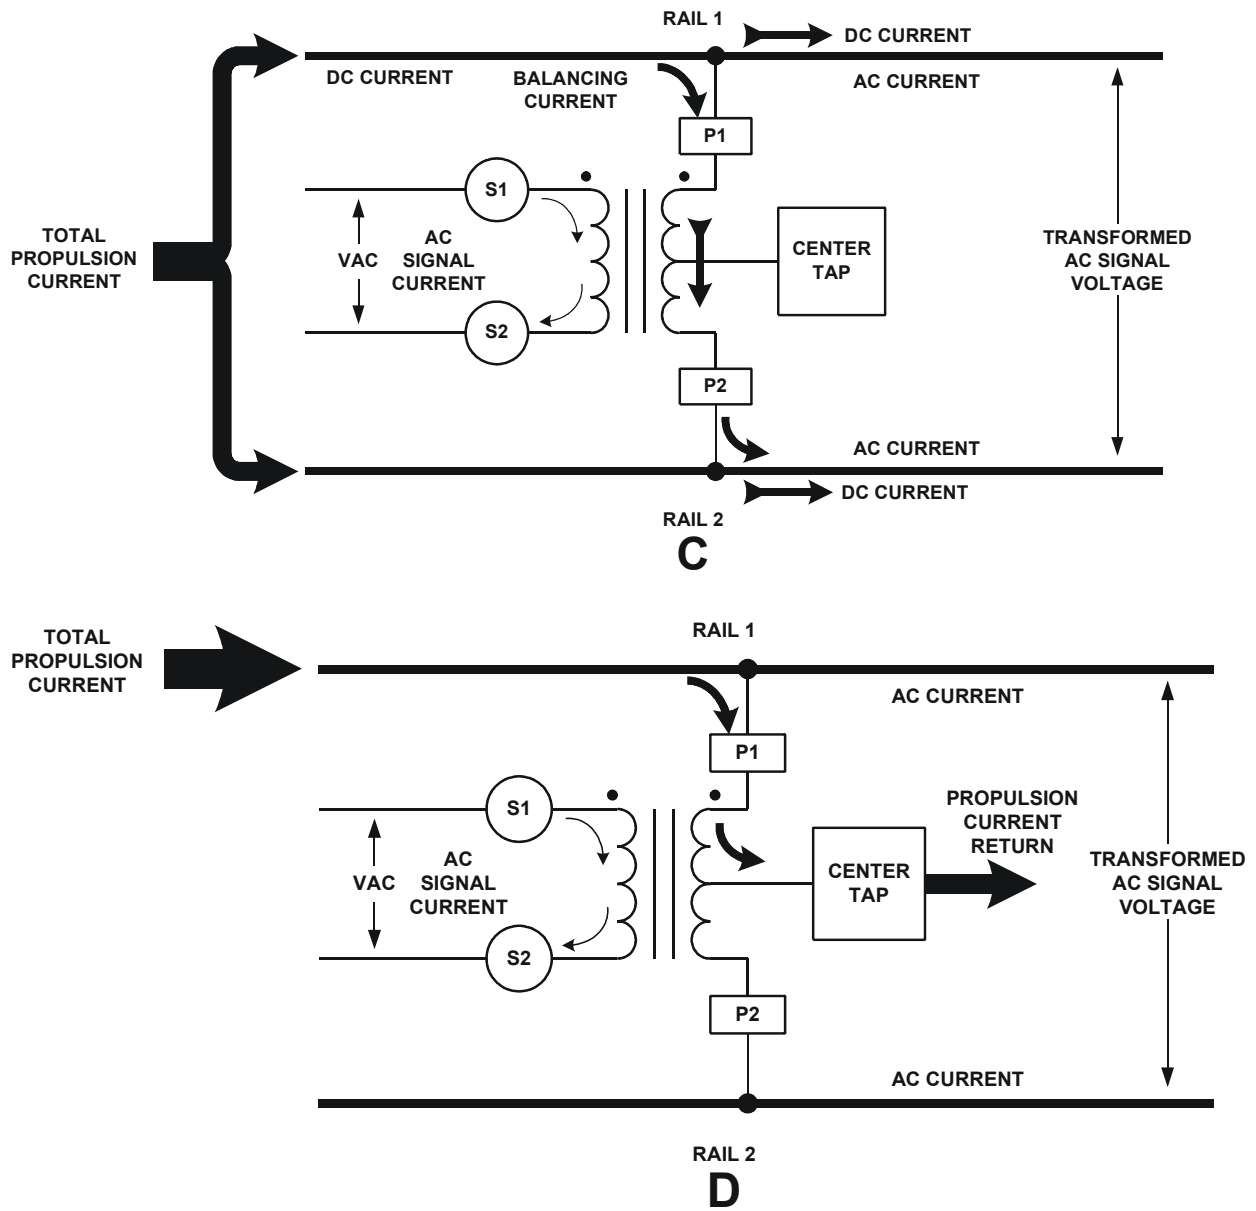 RAIL 1
DC CURRENT
DC CURRENT
BALANCING
CURRENT
AC CURRENT
P1
S1
TOTAL
PROPULSION
CURRENT
VAC
AC
SIGNAL
CURRENT
CENTER
TAP
TRANSFORMED
AC SIGNAL
VOLTAGE
S2
P2
AC CURRENT
DC CURRENT
RAIL 2
C
TOTAL
PROPULSION
CURRENT
RAIL 1
AC CURRENT
P1
S1
PROPULSION
CURRENT
RETURN
VAC
AC
SIGNAL
CURRENT
CENTER
TAP
TRANSFORMED
AC SIGNAL
VOLTAGE
S2
P2
AC CURRENT
RAIL 2
D